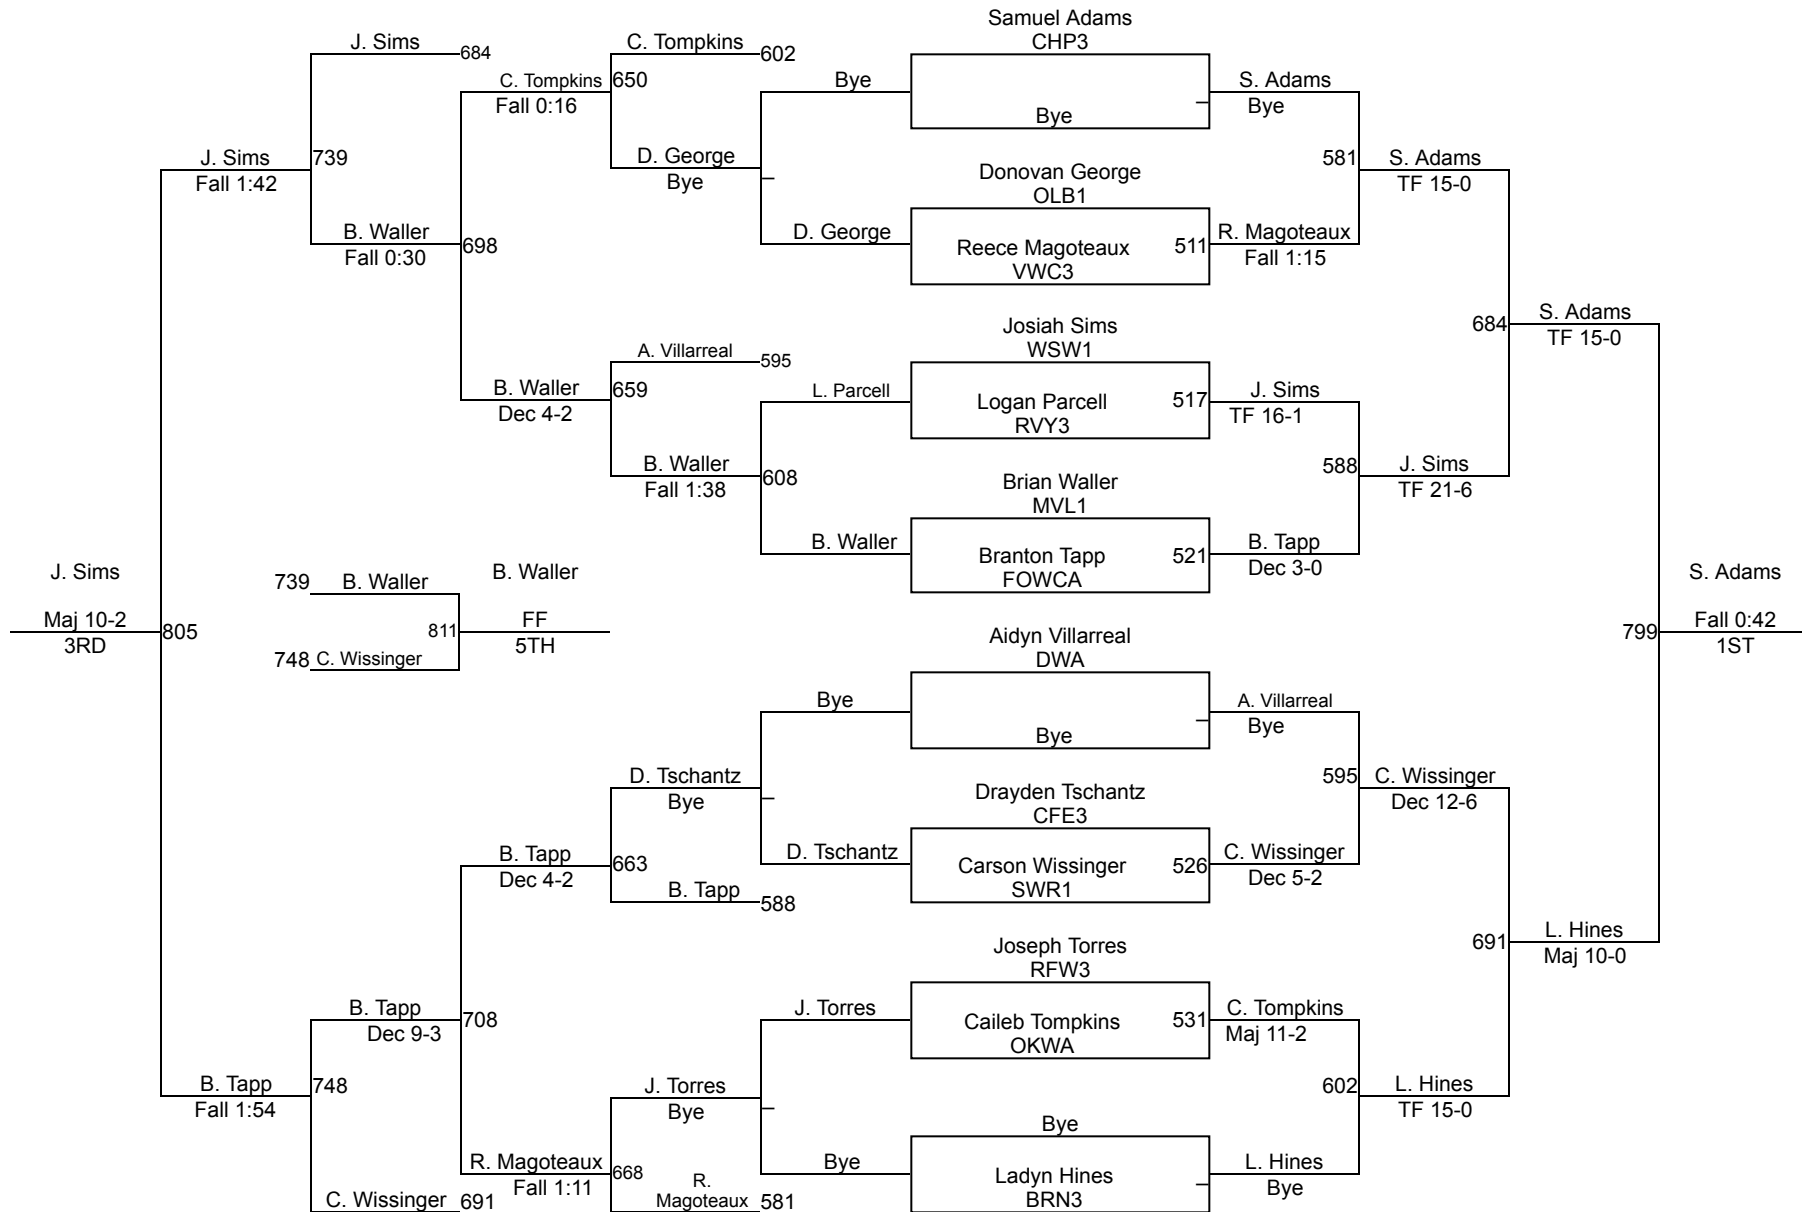 Samuel Adams
J. Sims
684
C. Tompkins
602
CHP3
C. Tompkins
650
Fall 0:16
Bye
S. Adams
Bye
Bye
J. Sims
739
Fall 1:42
D. George
Bye
581
S. Adams
TF 15-0
Donovan George
OLB1
B. Waller
698
Fall 0:30
D. George
Reece Magoteaux
511
VWC3
R. Magoteaux
Fall 1:15
684
S. Adams
TF 15-0
Josiah Sims
WSW1
A. Villarreal
595
B. Waller
659
Dec 4-2
L. Parcell
Logan Parcell
517
RVY3
J. Sims
TF 16-1
B. Waller
608
Fall 1:38
588
J. Sims
TF 21-6
Brian Waller
MVL1
B. Waller
Branton Tapp
521
FOWCA
B. Tapp
Dec 3-0
J. Sims
Maj 10-2
805
3RD
739
B. Waller
811
748
C. Wissinger
B. Waller
FF
5TH
S. Adams
799
Fall 0:42
1ST
Aidyn Villarreal
DWA
Bye
A. Villarreal
Bye
Bye
D. Tschantz
Bye
595
C. Wissinger
Dec 12-6
Drayden Tschantz
CFE3
B. Tapp
663
Dec 4-2
D. Tschantz
Carson Wissinger
526
SWR1
C. Wissinger
Dec 5-2
B. Tapp
588
691
L. Hines
Maj 10-0
Joseph Torres
RFW3
B. Tapp
708
Dec 9-3
J. Torres
Caileb Tompkins
531
OKWA
C. Tompkins
Maj 11-2
B. Tapp
748
Fall 1:54
J. Torres
Bye
602
L. Hines
TF 15-0
Bye
R. Magoteaux
668
Fall 1:11
Bye
Ladyn Hines
BRN3
L. Hines
Bye
C. Wissinger
691
R.
Magoteaux
581